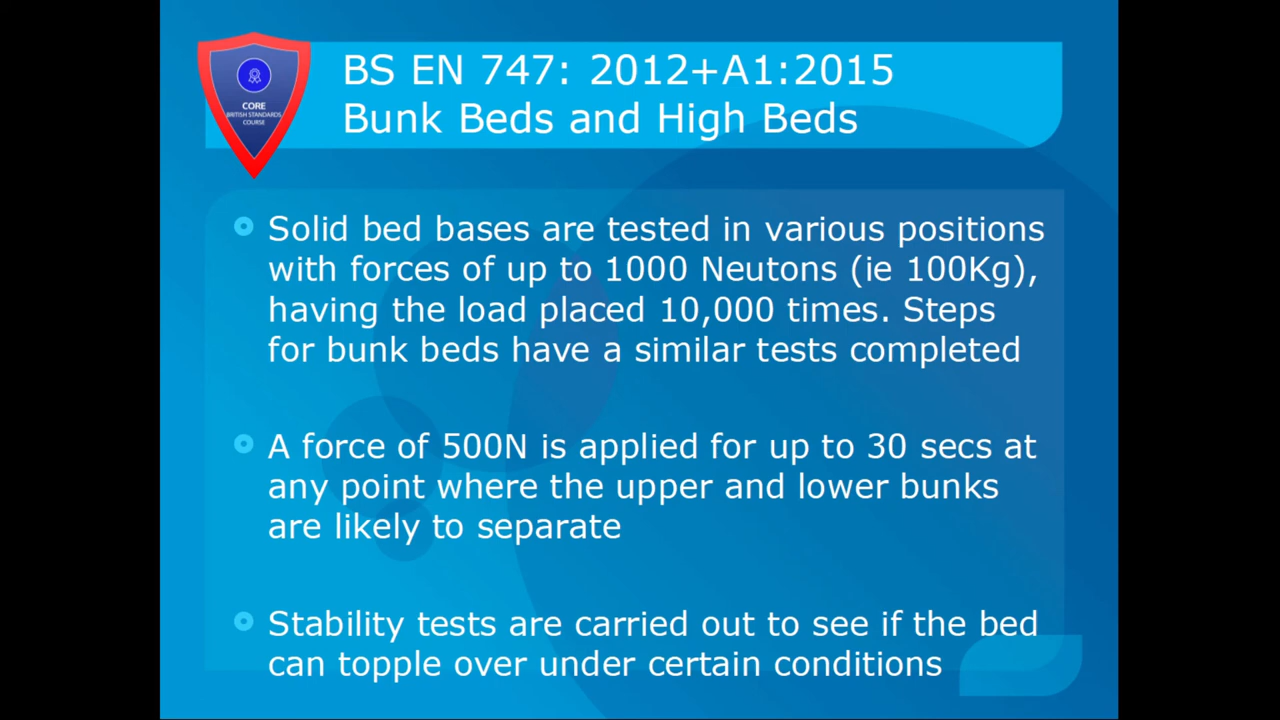 CORE
BRITISH STANDARDS
COURSE
BS EN 747: 2012+A1:2015
Bunk Beds and High Beds
Solid bed bases are tested in various positions
with forces of up to 1000 Neutons (ie 100Kg),
having the load placed 10,000 times. Steps
for bunk beds have a similar tests completed
A force of 500N is applied for up to 30 secs at
any point where the upper and lower bunks
are likely to separate
Stability tests are carried out to see if the bed
can topple over under certain conditions